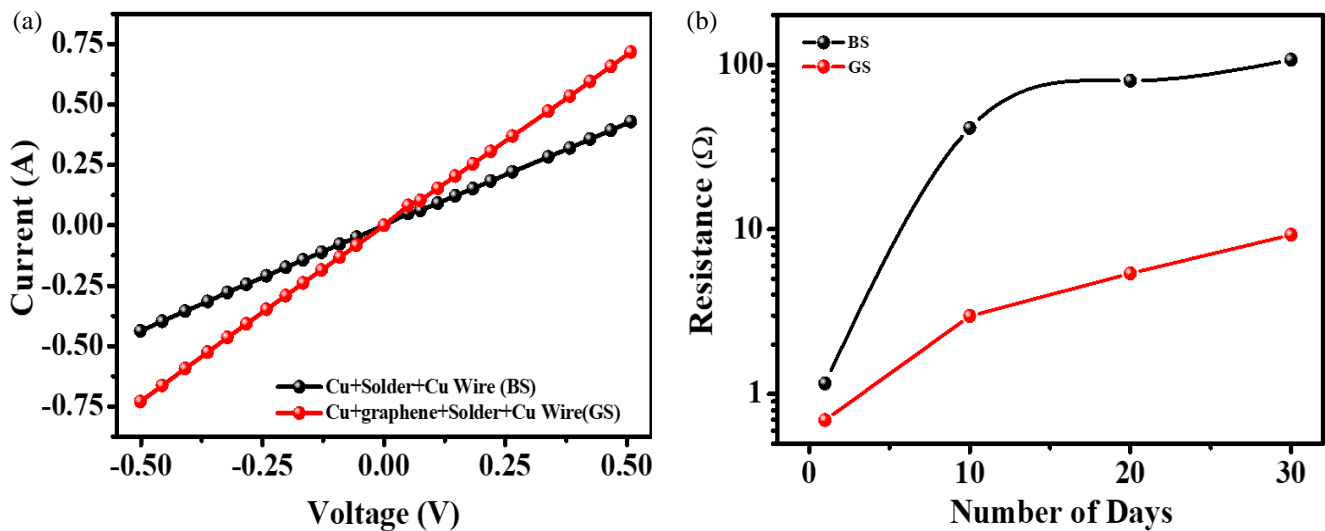 (a)
0.75
0.50
0.25
0.00
-0.25
-0.50
-0.75
Current (A)
Cu+Solder+Cu Wire (BS)
Cu+graphene+Solder+Cu Wire(GS)
-0.50 -0.25 0.00 0.25 0.50
Voltage (V)
(b)
BS
GS
100
10
1
Resistance (Ω)
0 10 20 30
Number of Days